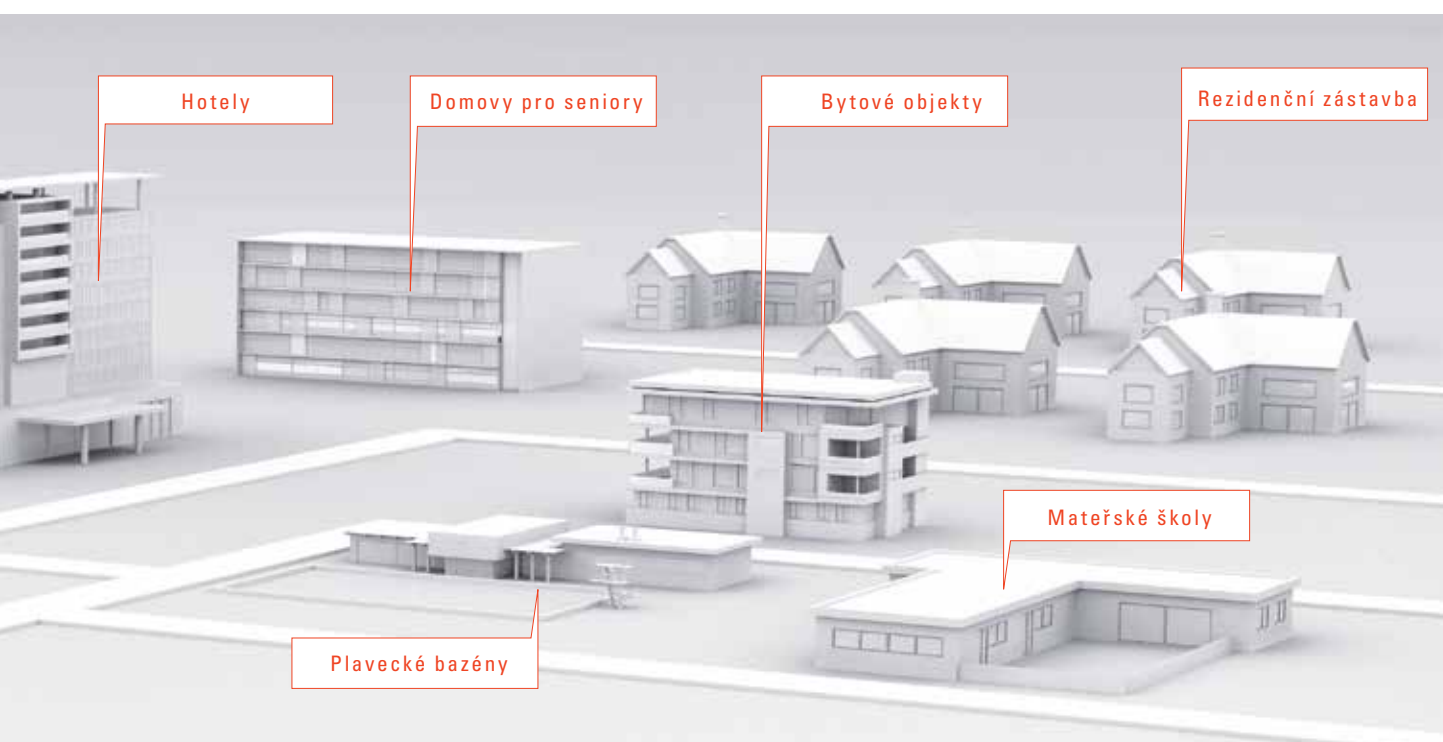 Hotely
Domovy pro seniory
Bytové objekty
Rezidenční zástavba
Mateřské školy
Plavecké bazény